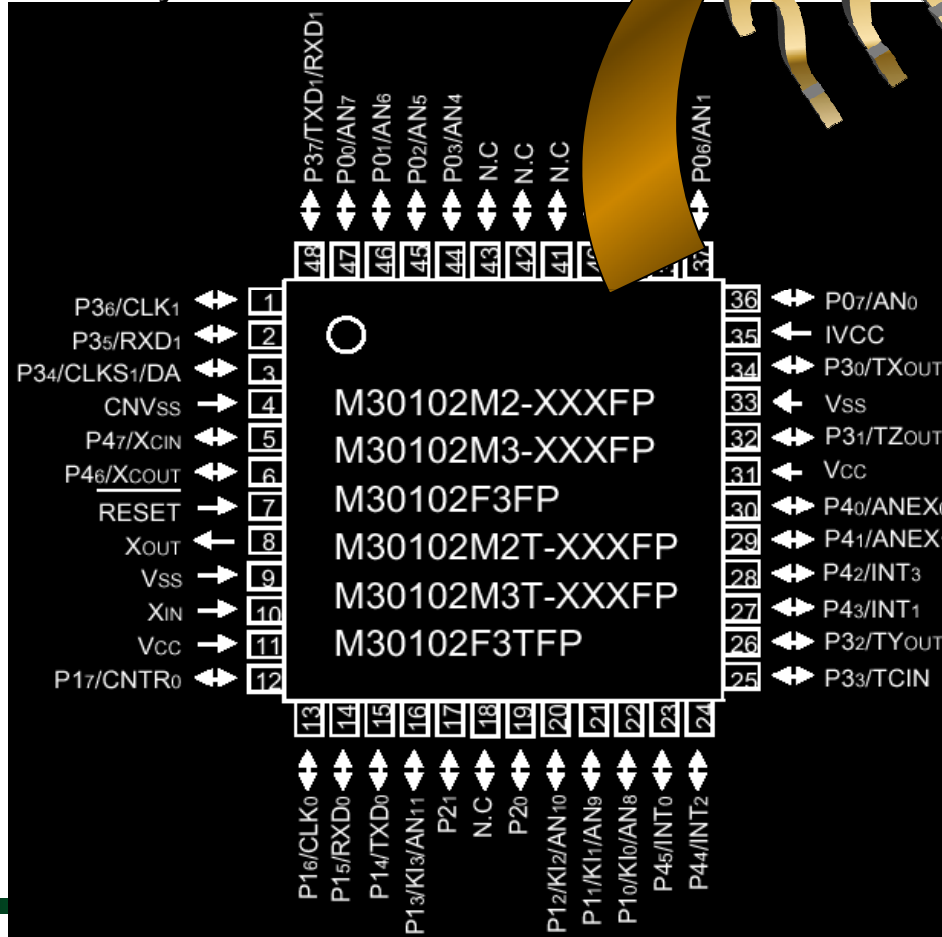 P37/TXD1/RXD1
P00/AN7
P01/AN6
P02/AN5
P03/AN4
N.C
N.C
N.C
P06/AN1
48
47
46
45
44
43
42
41
37
P36/CLK1
1
P35/RXD1
2
P34/CLKS1/DA
3
CNVSS
4
P47/XCIN
5
P46/XCOUT
6
RESET
7
XOUT
8
VSS
9
XIN
10
VCC
11
P17/CNTR0
12
M30102M2-XXXFP
M30102M3-XXXFP
M30102F3FP
M30102M2T-XXXFP
M30102M3T-XXXFP
M30102F3TFP
36
P07/AN0
35
IVCC
34
P30/TXOUT
33
VSS
32
P31/TZOUT
31
VCC
30
P40/ANEX
29
P41/ANEX
28
P42/INT3
27
P43/INT1
26
P32/TYOUT
25
P33/TCIN
13
14
15
16
17
18
19
20
21
22
23
24
P16/CLK0
P15/RXD0
P14/TXD0
P13/KI3/AN11
P21
N.C
P20
P12/KI2/AN10
P11/KI1/AN9
P10/KI0/AN8
P45/INT0
P44/INT2